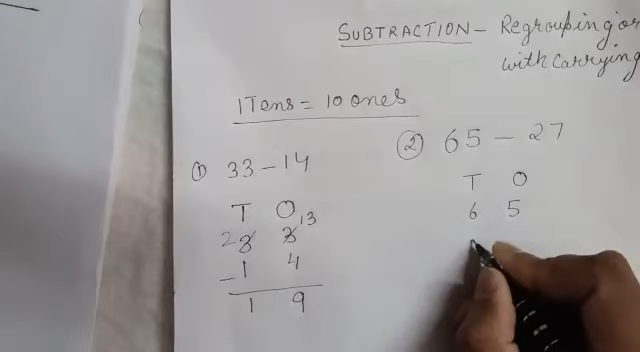 SUBTRACTION - Regrouping or
with Carrying
1 Tens = 10 ones
① 33 - 14
T O
13
2 3 3
- 1 4
1 9
② 65 - 27
T O
6 5